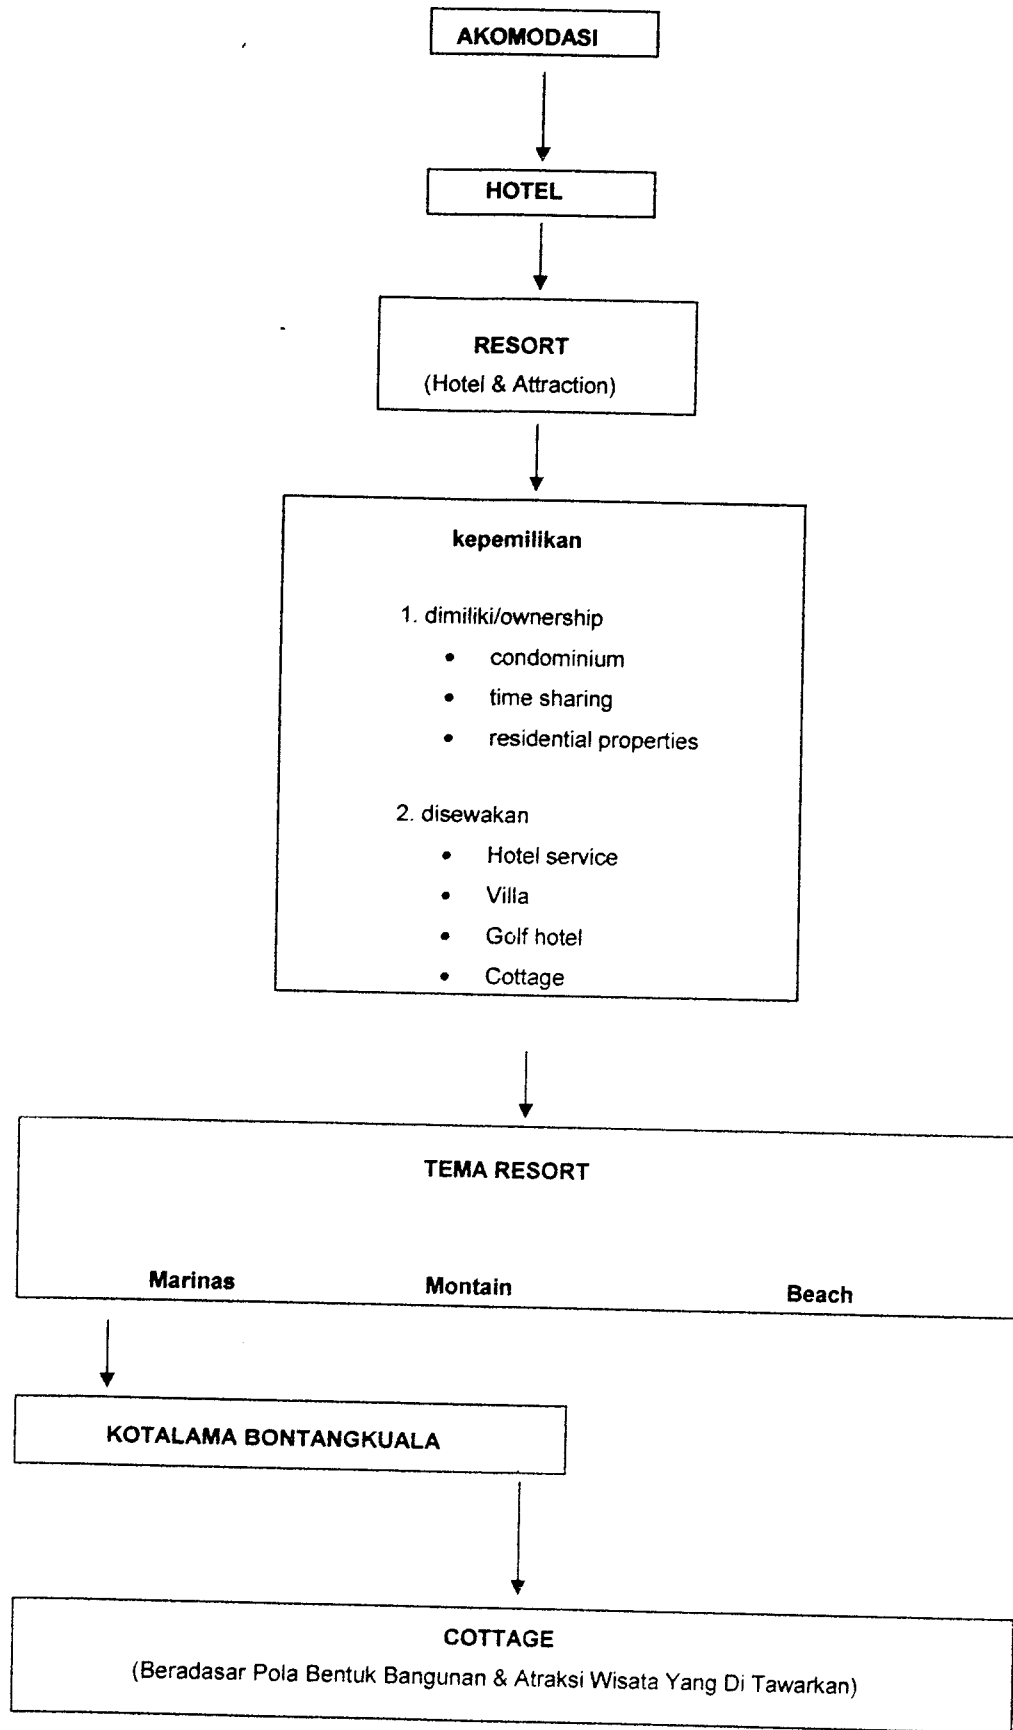 AKOMODASI
HOTEL
RESORT
(Hotel & Attraction)
kepemilikan
1. dimiliki/ownership
• condominium
• time sharing
• residential properties
2. disewakan
• Hotel service
• Villa
• Golf hotel
• Cottage
TEMA RESORT
Marinas Montain Beach
KOTALAMA BONTANGKUALA
COTTAGE
(Beradasar Pola Bentuk Bangunan & Atraksi Wisata Yang Di Tawarkan)